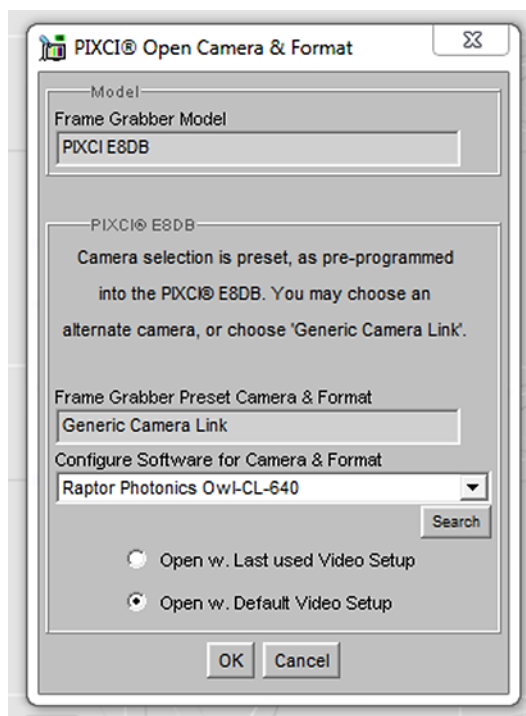 PIXCI® Open Camera & Format
Model
Frame Grabber Model
PIXCI E8DB
PIXCI® E8DB
Camera selection is preset, as pre-programmed
into the PIXCI® E8DB. You may choose an
alternate camera, or choose 'Generic Camera Link'.
Frame Grabber Preset Camera & Format
Generic Camera Link
Configure Software for Camera & Format
Raptor Photonics Owl-CL-640
Search
Open w. Last used Video Setup
Open w. Default Video Setup
OK Cancel